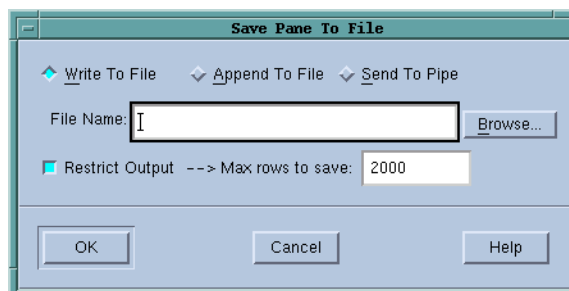 Save Pane To File
Write To File Append To File Send To Pipe
File Name: Browse...
Restrict Output --> Max rows to save: 2000
OK Cancel Help